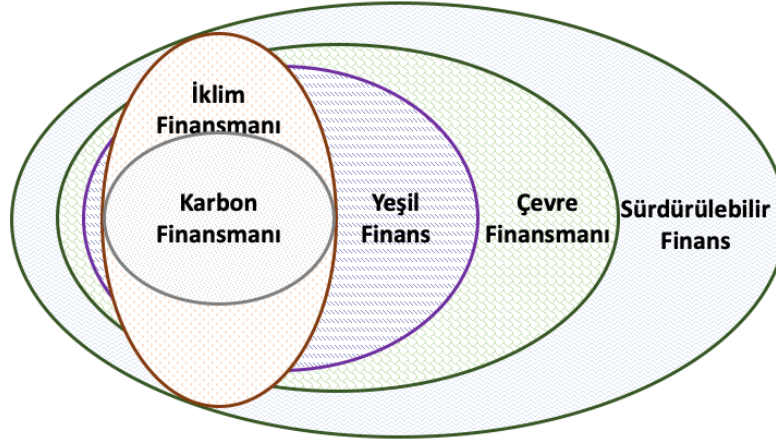 İklim
Finansmanı
Karbon
Finansmanı
Yeşil
Finans
Çevre
Finansmanı
Sürdürülebilir
Finans